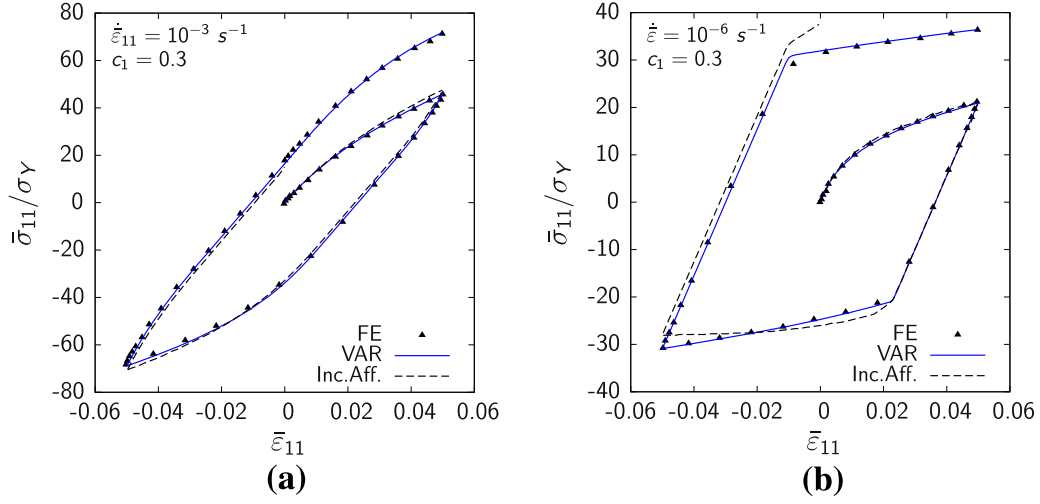 80
60
40
20
0
-20
-40
-60
-80
-0.06 -0.04 -0.02 0 0.02 0.04 0.06
σ̄₁₁/σ_Y
ε̄₁₁
ε̄̇₁₁ = 10⁻³ s⁻¹
c₁ = 0.3
FE
VAR
Inc.Aff.
(a)
40
30
20
10
0
-10
-20
-30
-40
-0.06 -0.04 -0.02 0 0.02 0.04 0.06
σ̄₁₁/σ_Y
ε̄₁₁
ε̄̇ = 10⁻⁶ s⁻¹
c₁ = 0.3
FE
VAR
Inc.Aff.
(b)